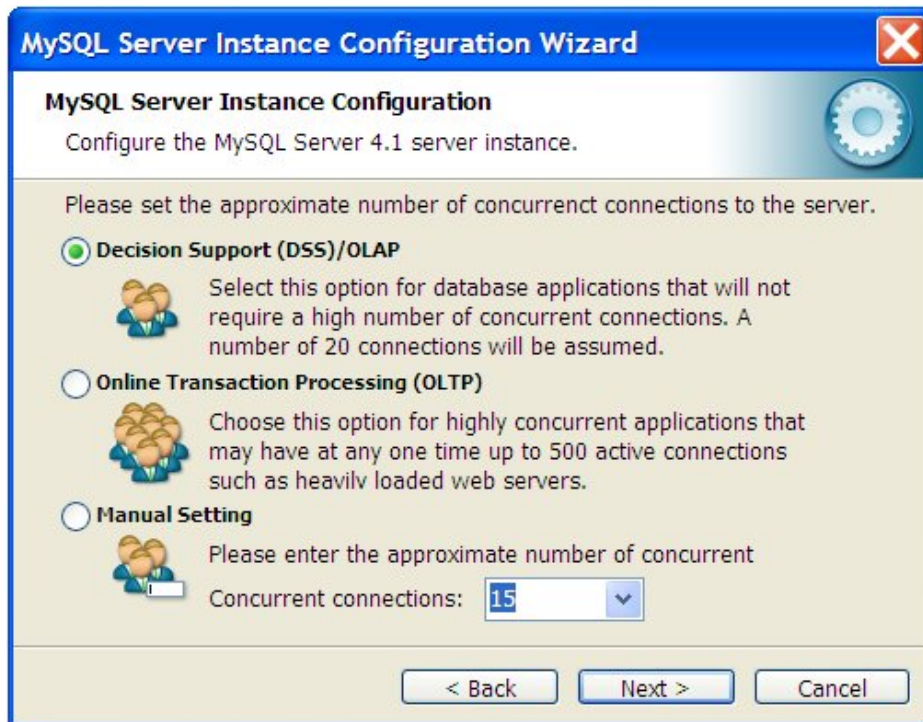 MySQL Server Instance Configuration Wizard
MySQL Server Instance Configuration
Configure the MySQL Server 4.1 server instance.
Please set the approximate number of concurrenct connections to the server.
Decision Support (DSS)/OLAP
Select this option for database applications that will not
require a high number of concurrent connections. A
number of 20 connections will be assumed.
Online Transaction Processing (OLTP)
Choose this option for highly concurrent applications that
may have at any one time up to 500 active connections
such as heavily loaded web servers.
Manual Setting
Please enter the approximate number of concurrent
Concurrent connections: 15
< Back Next > Cancel